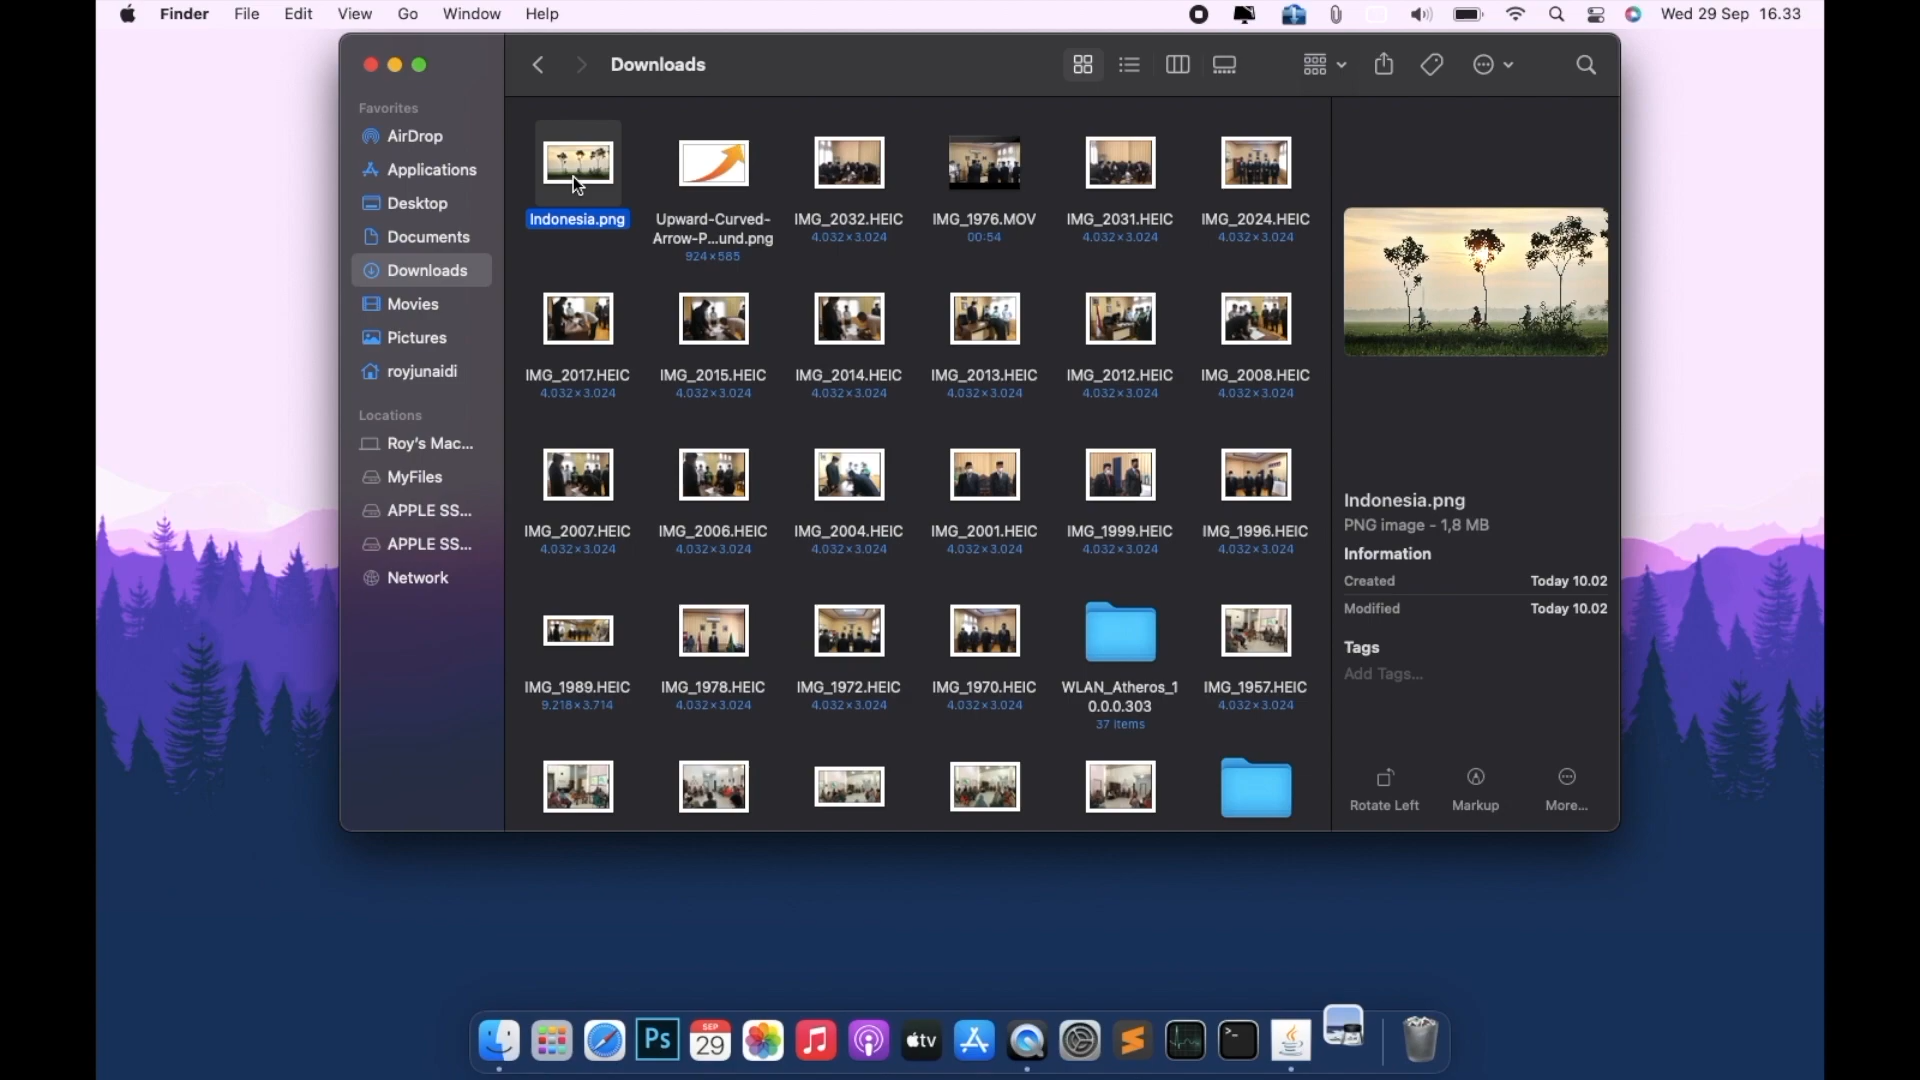 Finder File Edit View Go Window Help Wed 29 Sep 16.33
Downloads
Favorites
AirDrop
Applications
Desktop
Documents
Downloads
Movies
Pictures
royjunaidi
Locations
Roy's Mac...
MyFiles
APPLE SS...
APPLE SS...
Network
Indonesia.png
Upward-Curved-
Arrow-P...und.png
924×585
IMG_2032.HEIC
4.032×3.024
IMG_1976.MOV
00:54
IMG_2031.HEIC
4.032×3.024
IMG_2024.HEIC
4.032×3.024
IMG_2017.HEIC
4.032×3.024
IMG_2015.HEIC
4.032×3.024
IMG_2014.HEIC
4.032×3.024
IMG_2013.HEIC
4.032×3.024
IMG_2012.HEIC
4.032×3.024
IMG_2008.HEIC
4.032×3.024
IMG_2007.HEIC
4.032×3.024
IMG_2006.HEIC
4.032×3.024
IMG_2004.HEIC
4.032×3.024
IMG_2001.HEIC
4.032×3.024
IMG_1999.HEIC
4.032×3.024
IMG_1996.HEIC
4.032×3.024
IMG_1989.HEIC
9.218×3.714
IMG_1978.HEIC
4.032×3.024
IMG_1972.HEIC
4.032×3.024
IMG_1970.HEIC
4.032×3.024
WLAN_Atheros_1
0.0.0.303
37 items
IMG_1957.HEIC
4.032×3.024
Indonesia.png
PNG image - 1,8 MB
Information
Created Today 10.02
Modified Today 10.02
Tags
Add Tags...
Rotate Left Markup More...
Ps
SEP
29
tv